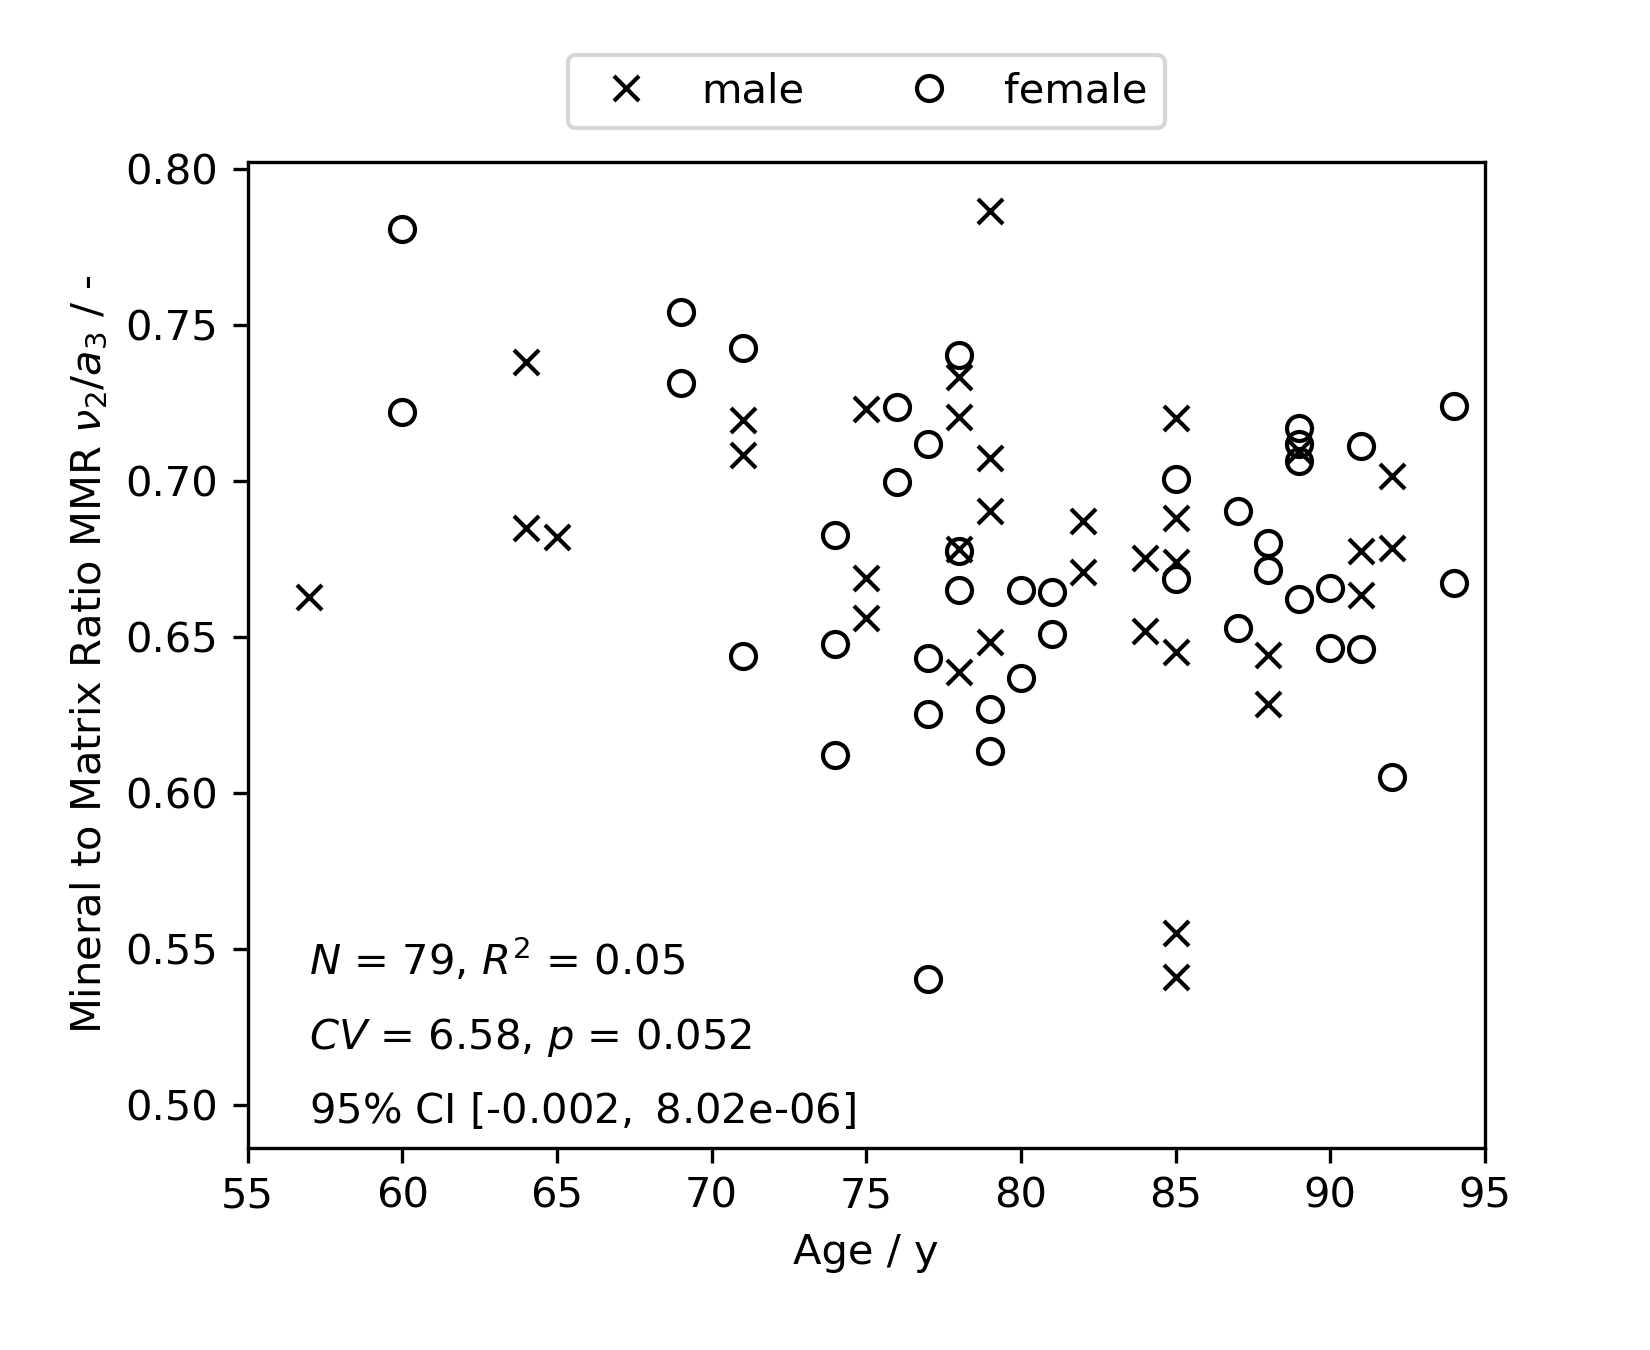 male female
0.80
0.75
0.70
0.65
0.60
0.55
0.50
Mineral to Matrix Ratio MMR ν₂/a₃ / -
N = 79, R² = 0.05
CV = 6.58, p = 0.052
95% CI [-0.002, 8.02e-06]
55 60 65 70 75 80 85 90 95
Age / y